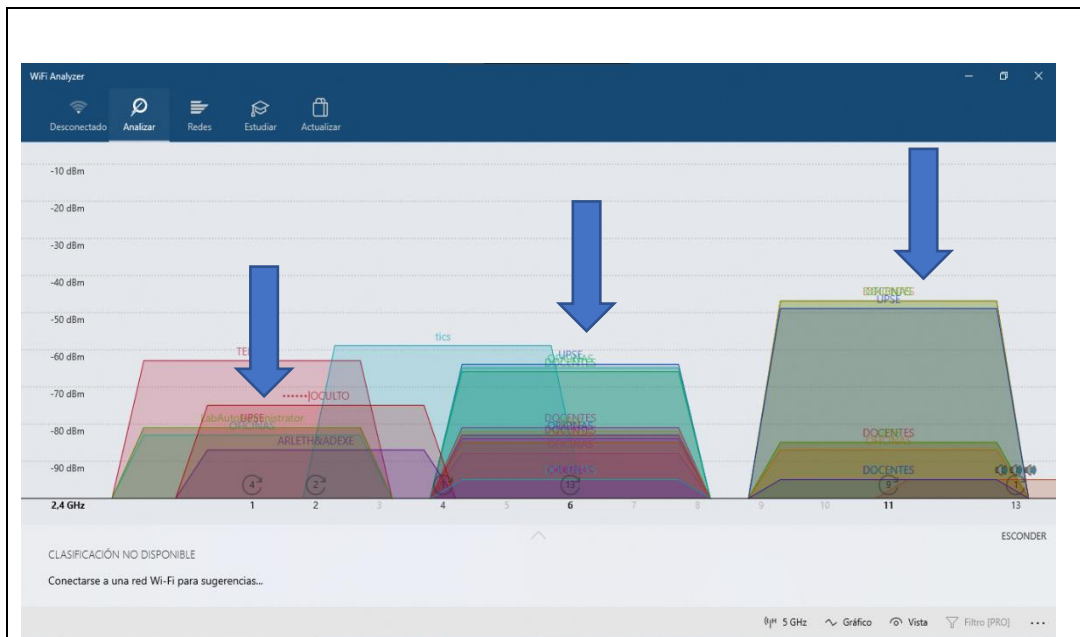 WiFi Analyzer
Desconectado
Analizar
Redes
Estudiar
Actualizar
-10 dBm
-20 dBm
-30 dBm
-40 dBm
-50 dBm
-60 dBm
-70 dBm
-80 dBm
-90 dBm
tics
UPSE
DOCENTES
UPSE
••••••|OCULTO
UPSE
OFICINAS
ARLETH&ADEXE
DOCENTES
OFICINAS
DOCENTES
DOCENTES
4
2
13
9
1
2,4 GHz
1
2
3
4
5
6
7
8
9
10
11
13
ESCONDER
CLASIFICACIÓN NO DISPONIBLE
Conectarse a una red Wi-Fi para sugerencias...
5 GHz
Gráfico
Vista
Filtro [PRO]